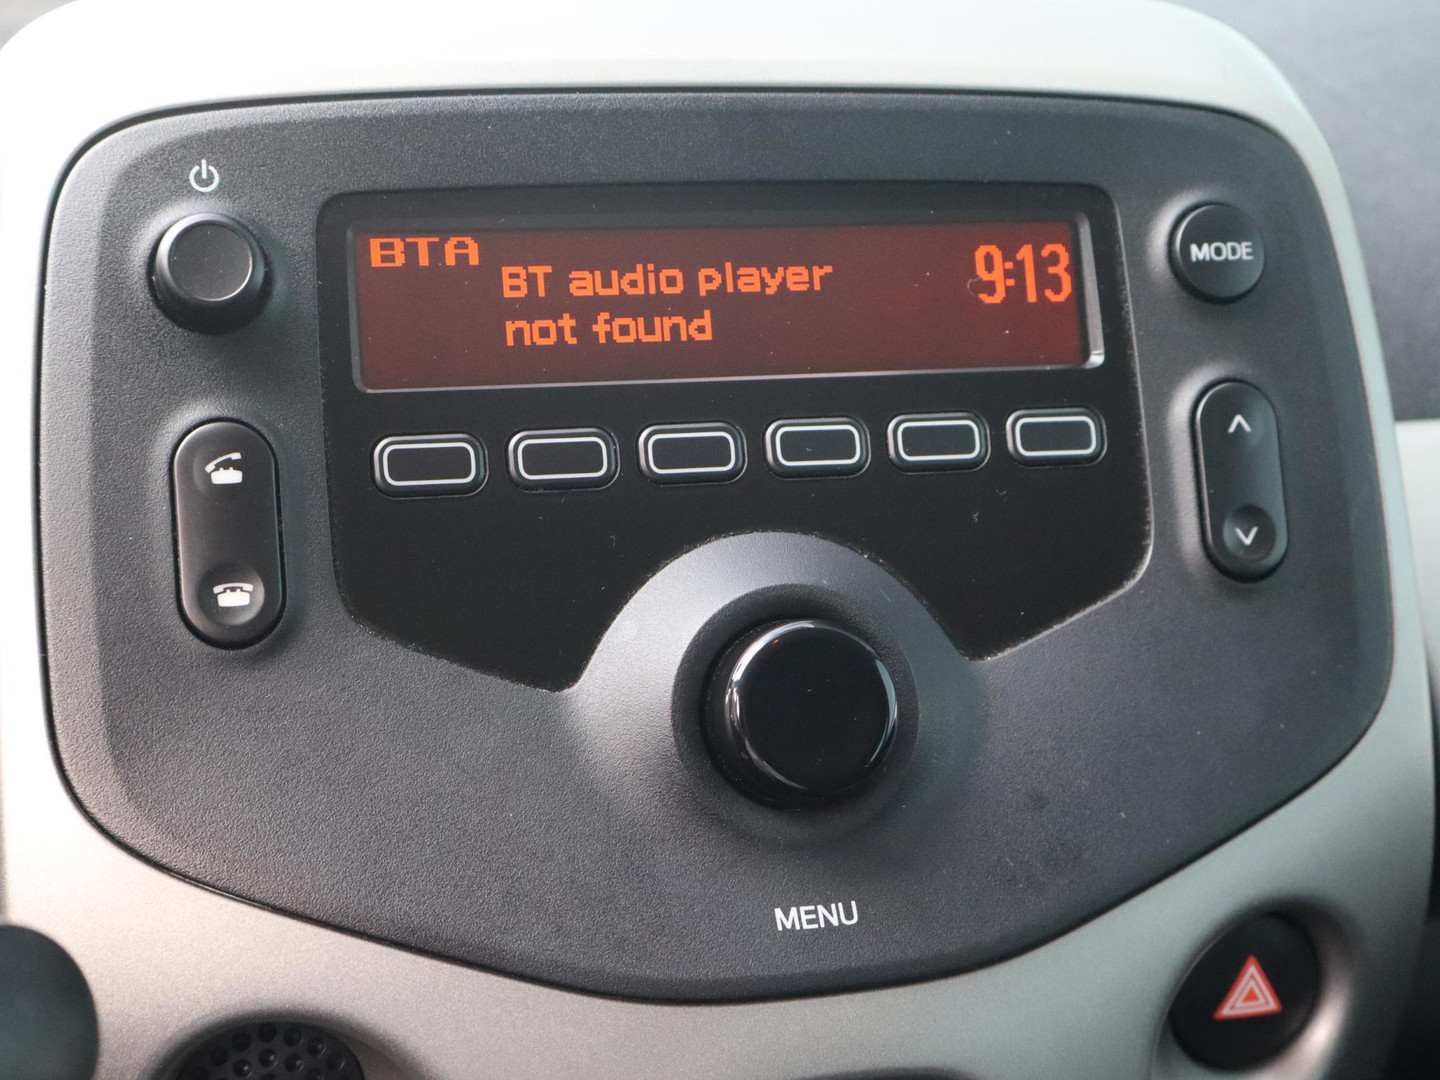 BTA
BT audio player
not found
9:13
MODE
MENU